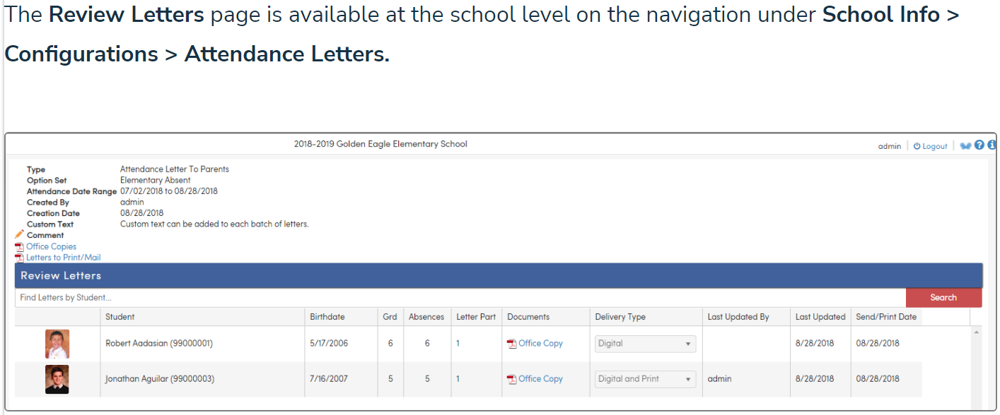 The Review Letters page is available at the school level on the navigation under School Info >
Configurations > Attendance Letters.
2018-2019 Golden Eagle Elementary School
admin | Logout
Type Attendance Letter To Parents
Option Set Elementary Absent
Attendance Date Range 07/02/2018 to 08/28/2018
Created By admin
Creation Date 08/28/2018
Custom Text Custom text can be added to each batch of letters.
Comment
Office Copies
Letters to Print/Mail
Review Letters
Find Letters by Student... Search
Student Birthdate Grd Absences Letter Part Documents Delivery Type Last Updated By Last Updated Send/Print Date
Robert Aadasian (99000001) 5/17/2006 6 6 1 Office Copy Digital 8/28/2018 08/28/2018
Jonathan Aguilar (99000003) 7/16/2007 5 5 1 Office Copy Digital and Print admin 8/28/2018 08/28/2018